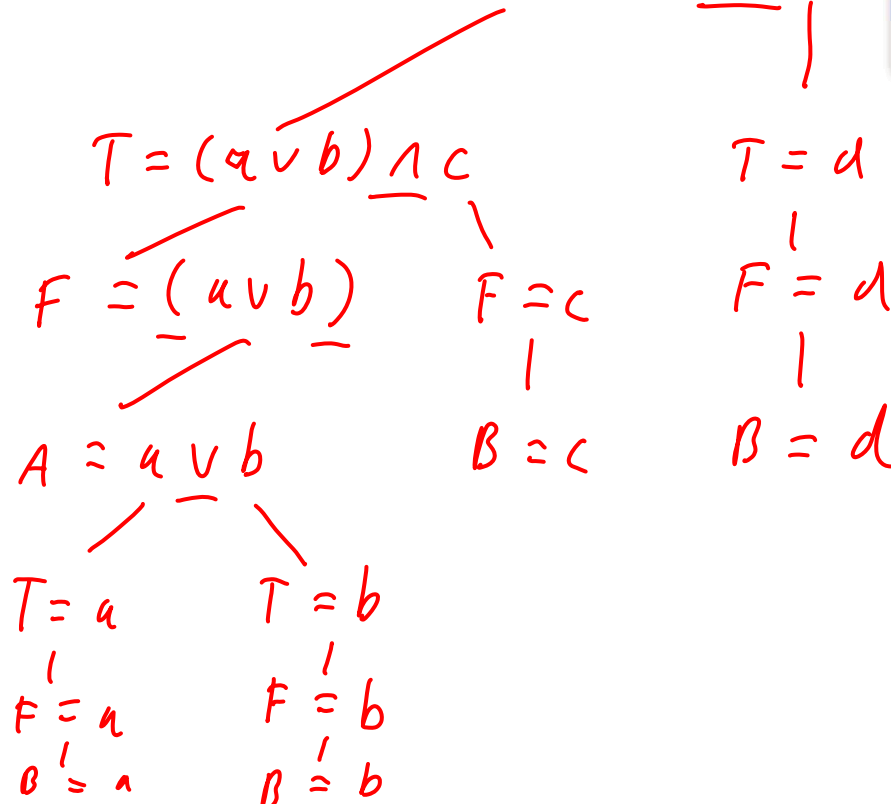 T = (a ∨ b) ∧ c T = d
F = (a ∨ b) F = c F = d
A = a ∨ b B = c B = d
T = a T = b
F = a F = b
B = a B = b